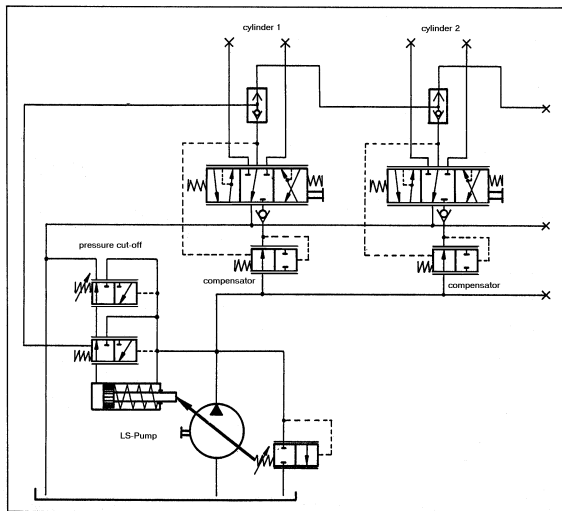 cylinder 1
cylinder 2
pressure cut-off
compensator
compensator
LS-Pump